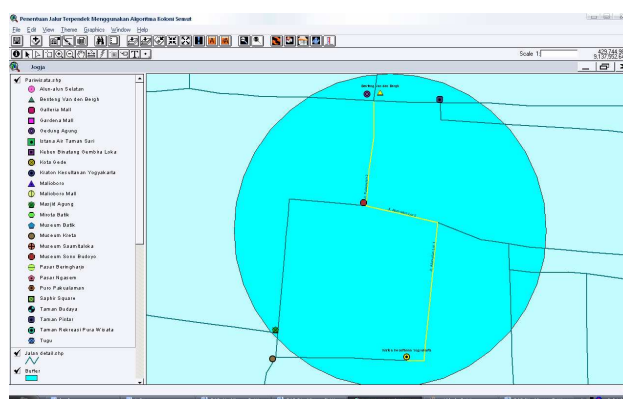 Penentuan Jalur Terpendek Menggunakan Algoritma Koloni Semut
File Edit View Theme Graphics Window Help
Scale 1:
Jogja
Pariwisata.shp
Alun-alun Selatan
Benteng Van den Bergh
Galleria Mall
Gardena Mall
Gedung Agung
Istana Air Taman Sari
Kebun Binatang Gembira Loka
Kota Gede
Kraton Kesultanan Yogyakarta
Malioboro
Malioboro Mall
Masjid Agung
Mirota Batik
Museum Batik
Museum Kreta
Museum Sasmitaloka
Museum Sono Budoyo
Pasar Beringharjo
Pasar Ngasem
Puro Pakualaman
Saphir Square
Taman Budaya
Taman Pintar
Taman Rekreasi Pura Wisata
Tugu
Jalan detail.shp
Buffer